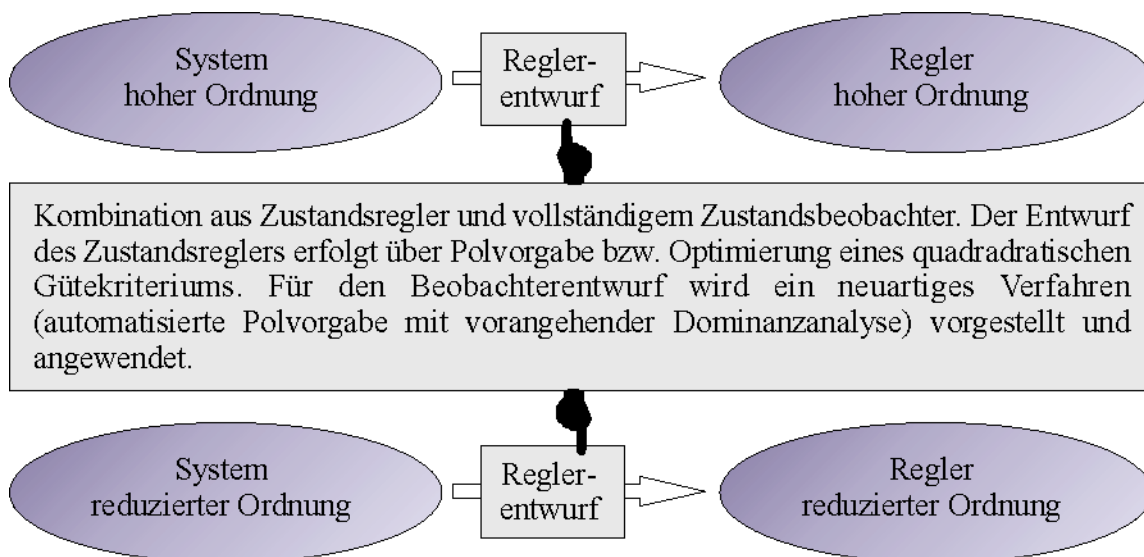 System
hoher Ordnung
Regler-
entwurf
Regler
hoher Ordnung
Kombination aus Zustandsregler und vollständigem Zustandsbeobachter. Der Entwurf
des Zustandsreglers erfolgt über Polvorgabe bzw. Optimierung eines quadradratischen
Gütekriteriums. Für den Beobachterentwurf wird ein neuartiges Verfahren
(automatisierte Polvorgabe mit vorangehender Dominanzanalyse) vorgestellt und
angewendet.
System
reduzierter Ordnung
Regler-
entwurf
Regler
reduzierter Ordnung